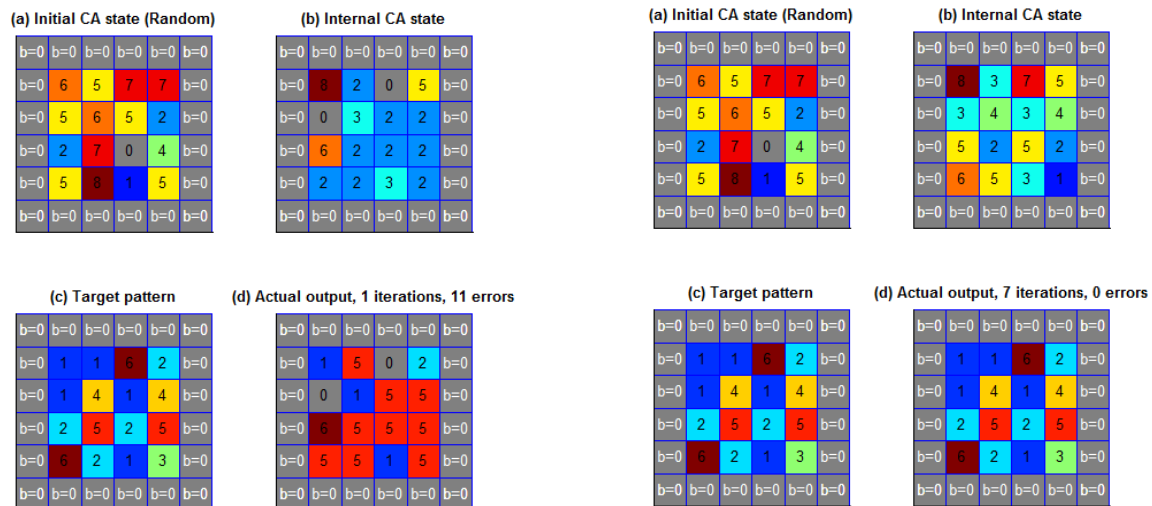 (a) Initial CA state (Random)
b=0 b=0 b=0 b=0 b=0 b=0
b=0 6 5 7 7 b=0
b=0 5 6 5 2 b=0
b=0 2 7 0 4 b=0
b=0 5 8 1 5 b=0
b=0 b=0 b=0 b=0 b=0 b=0
(b) Internal CA state
b=0 b=0 b=0 b=0 b=0 b=0
b=0 8 2 0 5 b=0
b=0 0 3 2 2 b=0
b=0 6 2 2 2 b=0
b=0 2 2 3 2 b=0
b=0 b=0 b=0 b=0 b=0 b=0
(c) Target pattern
b=0 b=0 b=0 b=0 b=0 b=0
b=0 1 1 6 2 b=0
b=0 1 4 1 4 b=0
b=0 2 5 2 5 b=0
b=0 6 2 1 3 b=0
b=0 b=0 b=0 b=0 b=0 b=0
(d) Actual output, 1 iterations, 11 errors
b=0 b=0 b=0 b=0 b=0 b=0
b=0 1 5 0 2 b=0
b=0 0 1 5 5 b=0
b=0 6 5 5 5 b=0
b=0 5 5 1 5 b=0
b=0 b=0 b=0 b=0 b=0 b=0
(a) Initial CA state (Random)
b=0 b=0 b=0 b=0 b=0 b=0
b=0 6 5 7 7 b=0
b=0 5 6 5 2 b=0
b=0 2 7 0 4 b=0
b=0 5 8 1 5 b=0
b=0 b=0 b=0 b=0 b=0 b=0
(b) Internal CA state
b=0 b=0 b=0 b=0 b=0 b=0
b=0 8 3 7 5 b=0
b=0 3 4 3 4 b=0
b=0 5 2 5 2 b=0
b=0 6 5 3 1 b=0
b=0 b=0 b=0 b=0 b=0 b=0
(c) Target pattern
b=0 b=0 b=0 b=0 b=0 b=0
b=0 1 1 6 2 b=0
b=0 1 4 1 4 b=0
b=0 2 5 2 5 b=0
b=0 6 2 1 3 b=0
b=0 b=0 b=0 b=0 b=0 b=0
(d) Actual output, 7 iterations, 0 errors
b=0 b=0 b=0 b=0 b=0 b=0
b=0 1 1 6 2 b=0
b=0 1 4 1 4 b=0
b=0 2 5 2 5 b=0
b=0 6 2 1 3 b=0
b=0 b=0 b=0 b=0 b=0 b=0